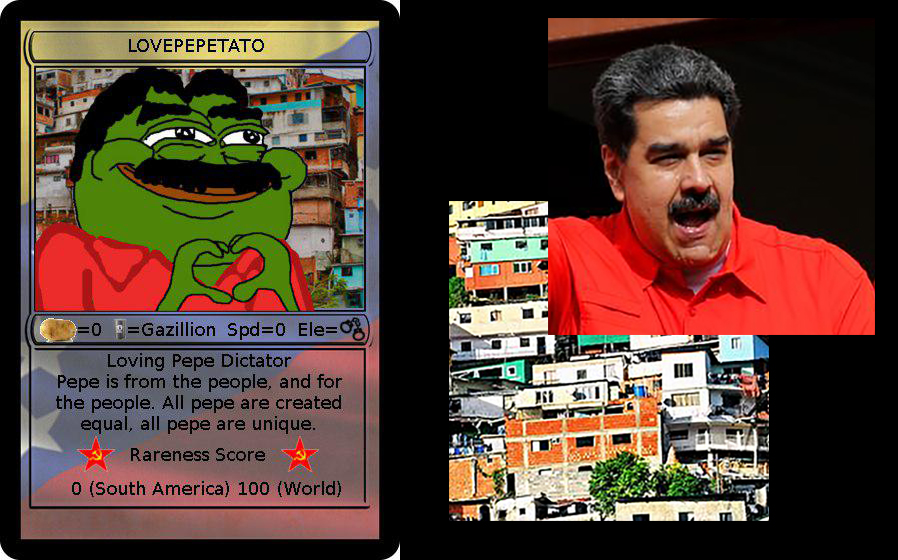 LOVEPEPETATO
=0 =Gazillion Spd=0 Ele=
Loving Pepe Dictator
Pepe is from the people, and for
the people. All pepe are created
equal, all pepe are unique.
Rareness Score
0 (South America) 100 (World)